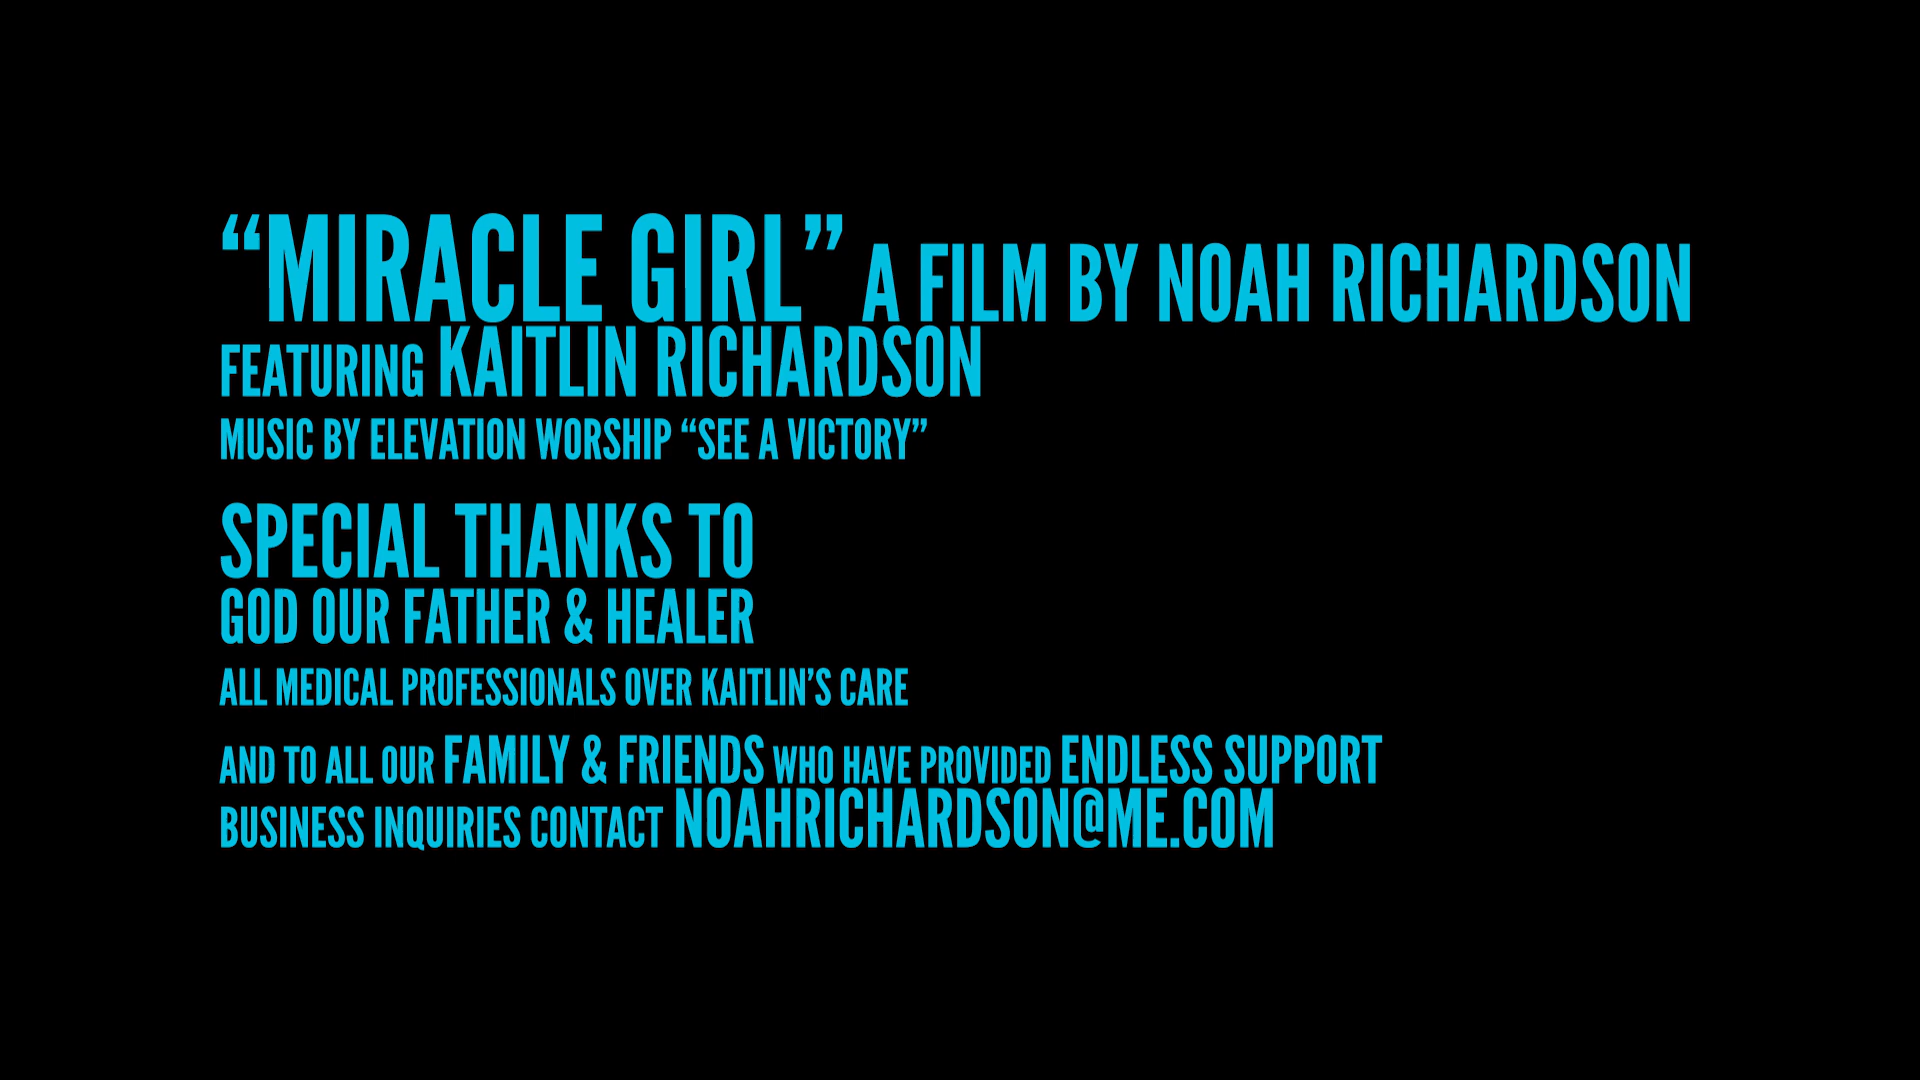 “MIRACLE GIRL” A FILM BY NOAH RICHARDSON
FEATURING KAITLIN RICHARDSON
MUSIC BY ELEVATION WORSHIP “SEE A VICTORY”
SPECIAL THANKS TO
GOD OUR FATHER & HEALER
ALL MEDICAL PROFESSIONALS OVER KAITLIN’S CARE
AND TO ALL OUR FAMILY & FRIENDS WHO HAVE PROVIDED ENDLESS SUPPORT
BUSINESS INQUIRIES CONTACT NOAHRICHARDSON@ME.COM